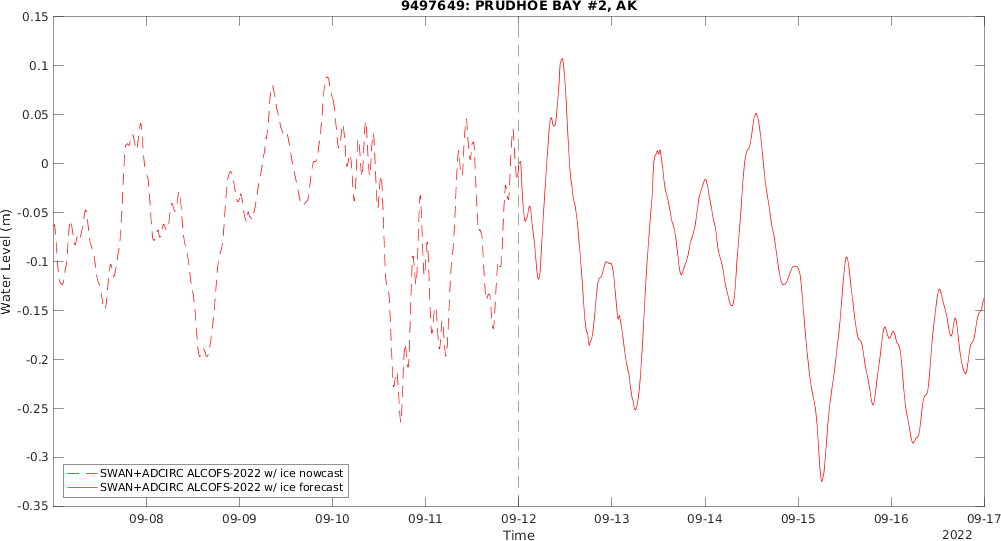 9497649: PRUDHOE BAY #2, AK
0.15
0.1
0.05
0
-0.05
-0.1
-0.15
-0.2
-0.25
-0.3
-0.35
Water Level (m)
SWAN+ADCIRC ALCOFS-2022 w/ ice nowcast
SWAN+ADCIRC ALCOFS-2022 w/ ice forecast
09-08 09-09 09-10 09-11 09-12 09-13 09-14 09-15 09-16 09-17
Time
2022